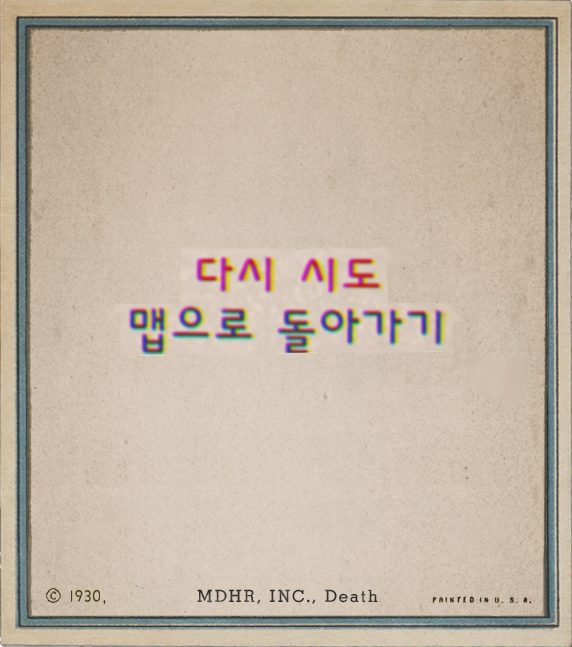 다시 시도
맵으로 돌아가기
© 1930,
MDHR, INC., Death
PRINTED IN U. S. A.